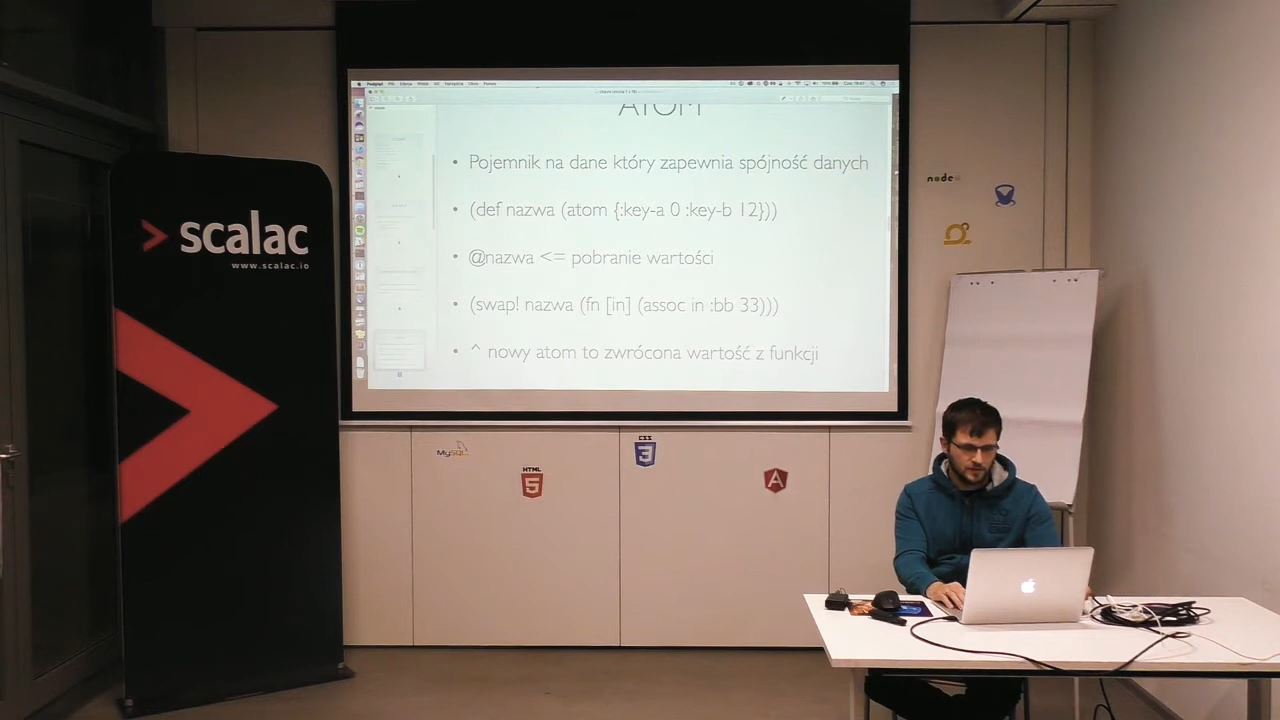 ATOM
• Pojemnik na dane który zapewnia spójność danych
• (def nazwa (atom {:key-a 0 :key-b 12}))
• @nazwa <= pobranie wartości
• (swap! nazwa (fn [in] (assoc in :bb 33)))
• ^ nowy atom to zwrócona wartość z funkcji
scalac
www.scalac.io
node
MySQL
HTML
5
CSS
3
A